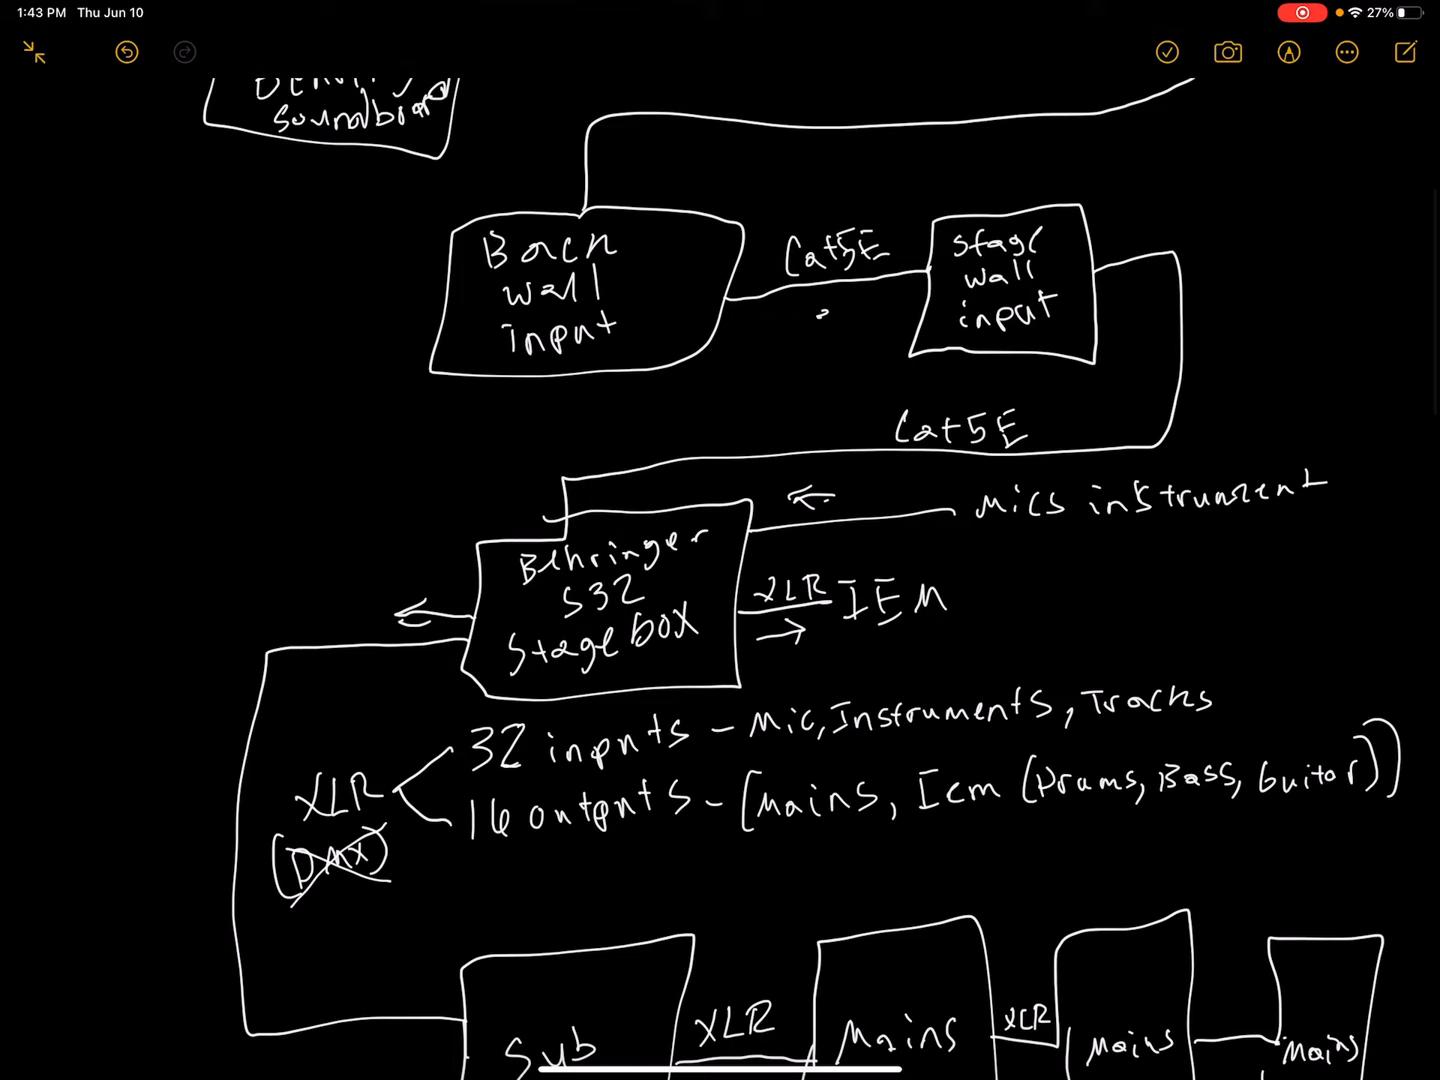 1:43 PM Thu Jun 10
27%
Soundboard
Back
wall
input
Cat5E
Stage
wall
input
Cat5E
Mics instrument
Behringer
S32
Stage box
XLR
IEM
32 inputs - Mic, Instruments, Tracks
XLR
16 outputs - [Mains, Iem (Drums, Bass, Guitar)]
(DMX)
Sub
XLR
Mains
XLR
Mains
Mains